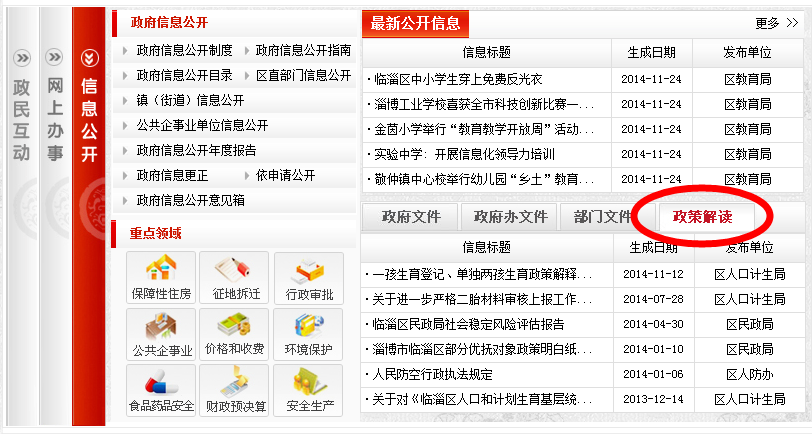 政民互动
网上办事
信息公开
政府信息公开
政府信息公开制度 政府信息公开指南
政府信息公开目录 区直部门信息公开
镇（街道）信息公开
公共企事业单位信息公开
政府信息公开年度报告
政府信息更正 依申请公开
政府信息公开意见箱
重点领域
保障性住房 征地拆迁 行政审批
公共企事业 价格和收费 环境保护
食品药品安全 财政预决算 安全生产
最新公开信息 更多 >>
信息标题 生成日期 发布单位
·临淄区中小学生穿上免费反光衣 2014-11-24 区教育局
·淄博工业学校喜获全市科技创新比赛一... 2014-11-24 区教育局
·金茵小学举行“教育教学开放周”活动... 2014-11-24 区教育局
·实验中学：开展信息化领导力培训 2014-11-24 区教育局
·敬仲镇中心校举行幼儿园“乡土”教育... 2014-11-24 区教育局
政府文件 政府办文件 部门文件 政策解读
信息标题 生成日期 发布单位
·一孩生育登记、单独两孩生育政策解释... 2014-11-12 区人口计生局
·关于进一步严格二胎材料审核上报工作... 2014-07-28 区人口计生局
·临淄区民政局社会稳定风险评估报告 2014-04-30 区民政局
·淄博市临淄区部分优抚对象政策明白纸... 2014-01-10 区民政局
·人民防空行政执法规定 2014-01-06 区人防办
·关于对《临淄区人口和计划生育基层统... 2013-12-14 区人口计生局